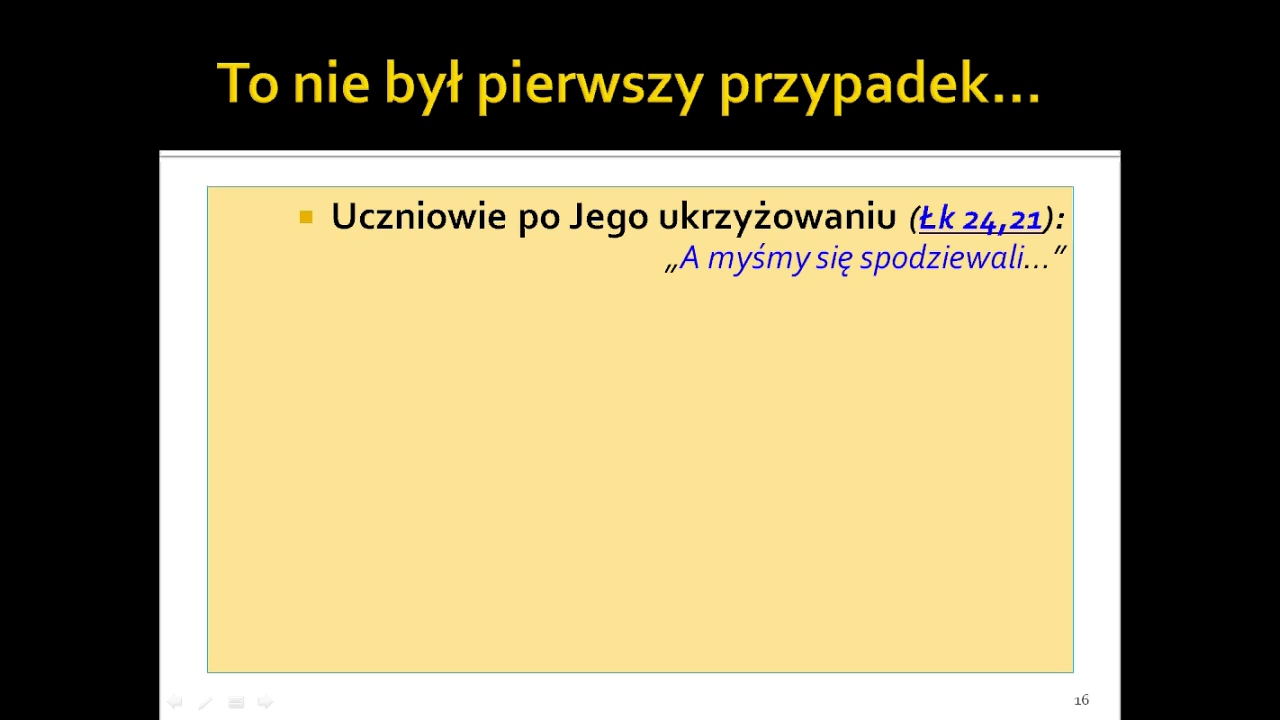 To nie był pierwszy przypadek...
Uczniowie po Jego ukrzyżowaniu (Łk 24,21):
„A myśmy się spodziewali...”
16